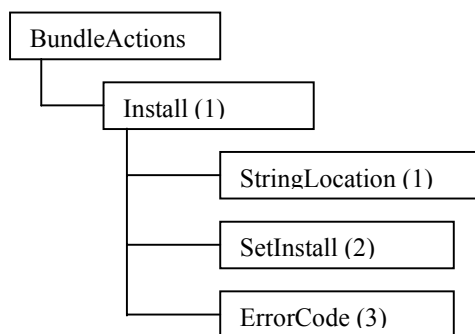 BundleActions
Install (1)
StringLocation (1)
SetInstall (2)
ErrorCode (3)